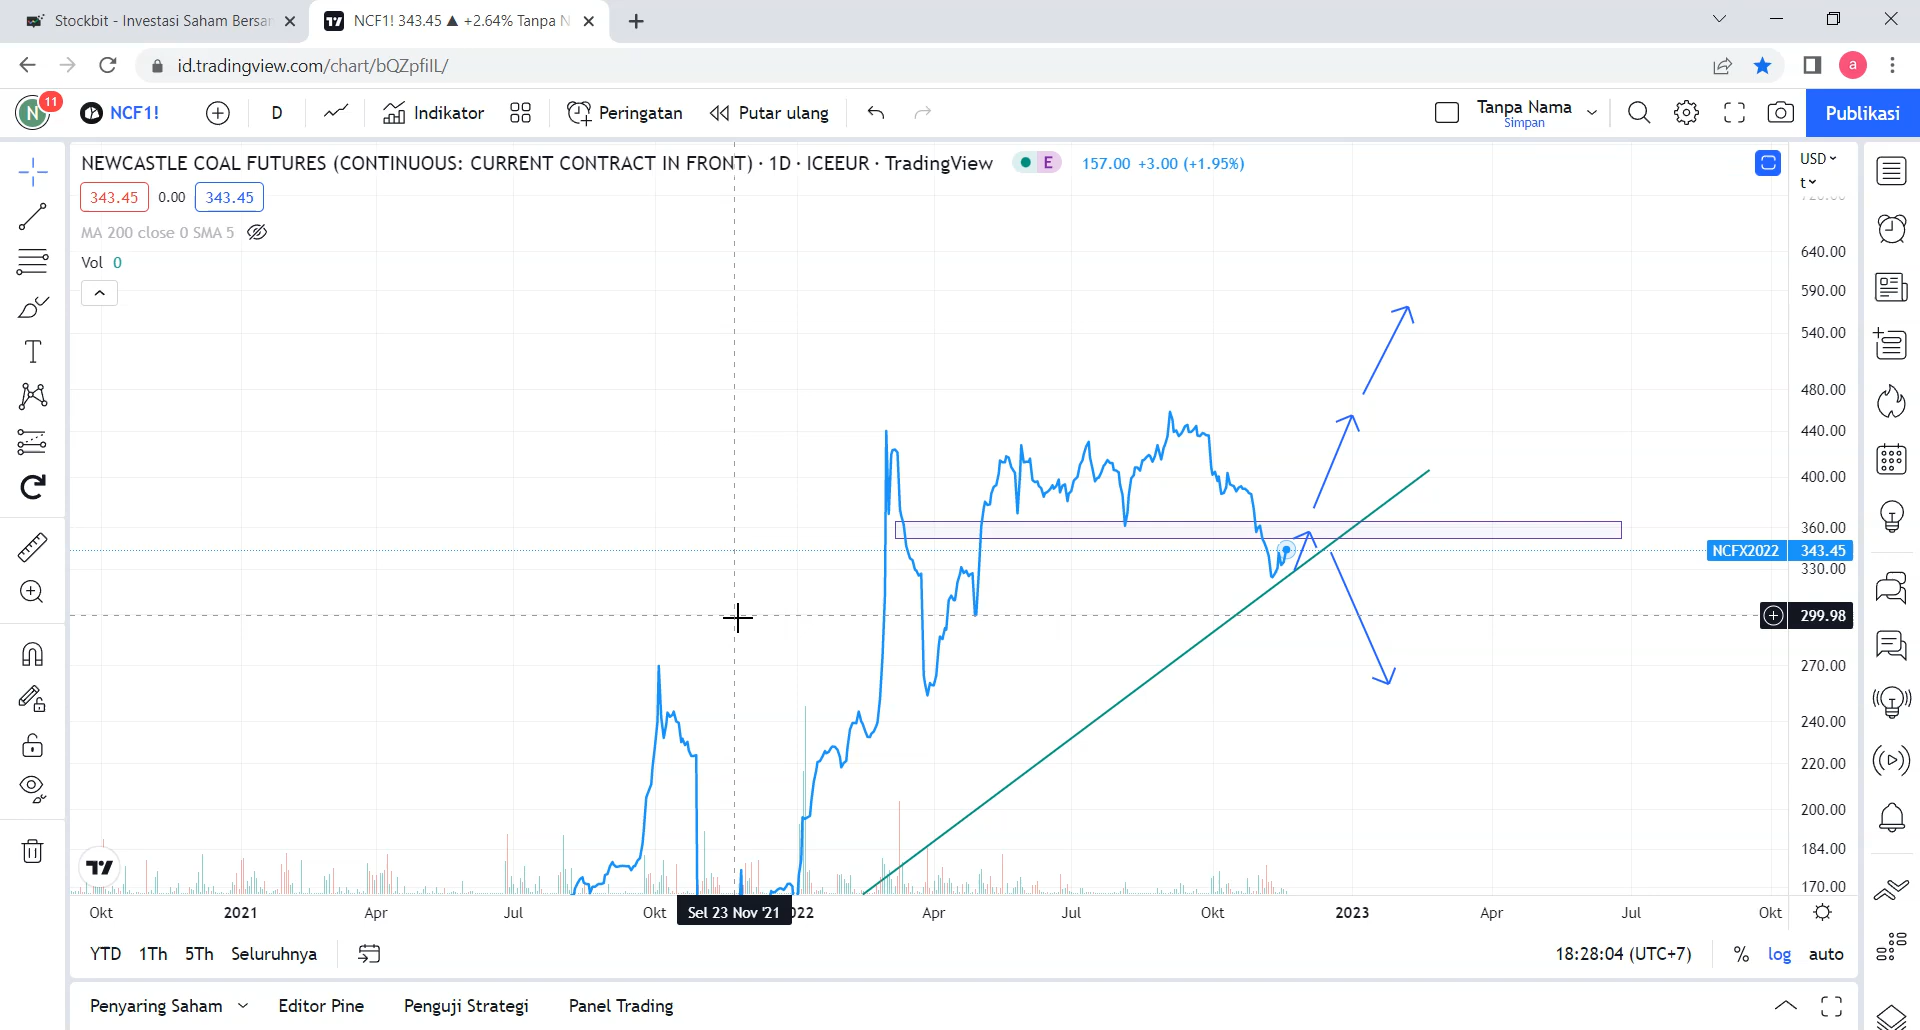 Stockbit - Investasi Saham Bersa
NCF1! 343.45 ▲ +2.64% Tanpa N
id.tradingview.com/chart/bQZpfiIL/
a
N
11
NCF1!
D
Indikator
Peringatan
Putar ulang
Tanpa Nama
Simpan
Publikasi
NEWCASTLE COAL FUTURES (CONTINUOUS: CURRENT CONTRACT IN FRONT) · 1D · ICEEUR · TradingView
E
157.00 +3.00 (+1.95%)
USD
t
343.45 0.00 343.45
MA 200 close 0 SMA 5
Vol 0
640.00
590.00
540.00
480.00
440.00
400.00
360.00
NCFX2022 343.45
330.00
299.98
270.00
240.00
220.00
200.00
184.00
170.00
Okt 2021 Apr Jul Okt Sel 23 Nov '21 022 Apr Jul Okt 2023 Apr Jul Okt
YTD 1Th 5Th Seluruhnya
18:28:04 (UTC+7) % log auto
Penyaring Saham Editor Pine Penguji Strategi Panel Trading